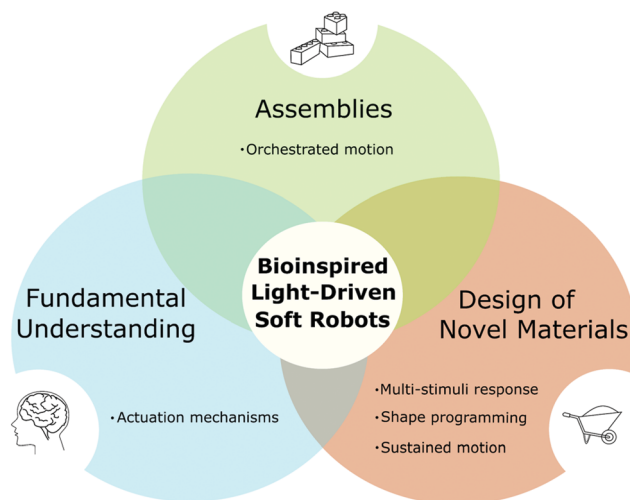 Assemblies
·Orchestrated motion
Bioinspired
Light-Driven
Soft Robots
Fundamental
Understanding
·Actuation mechanisms
Design of
Novel Materials
·Multi-stimuli response
·Shape programming
·Sustained motion